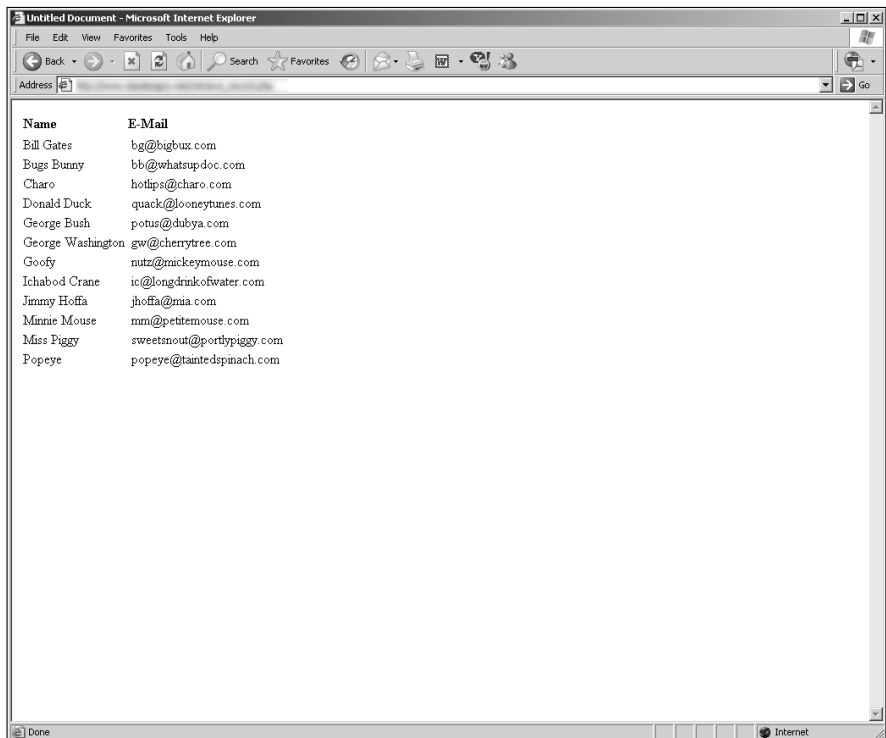 Untitled Document - Microsoft Internet Explorer
File Edit View Favorites Tools Help
Back Search Favorites
Address Go
Name E-Mail
Bill Gates bg@bigbux.com
Bugs Bunny bb@whatsupdoc.com
Charo hotlips@charo.com
Donald Duck quack@looneytunes.com
George Bush potus@dubya.com
George Washington gw@cherrytree.com
Goofy nutz@mickeymouse.com
Ichabod Crane ic@longdrinkofwater.com
Jimmy Hoffa jhoffa@mia.com
Minnie Mouse mm@petitemouse.com
Miss Piggy sweetsnout@portlypiggy.com
Popeye popeye@taintedspinach.com
Done Internet